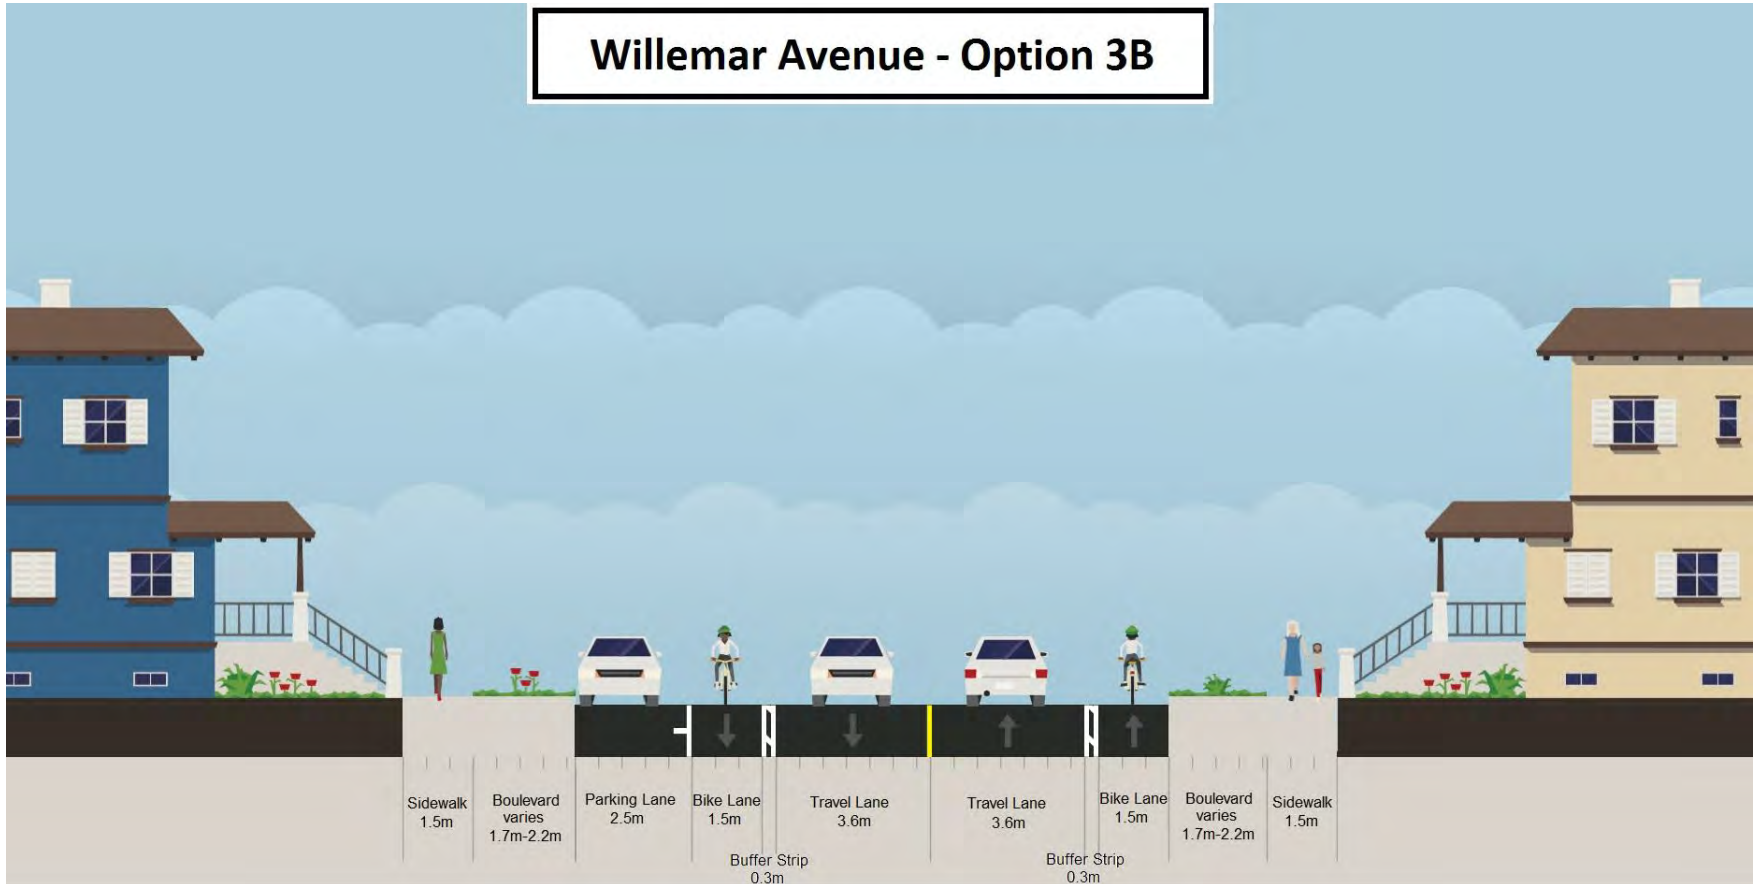 Willemar Avenue - Option 3B
Sidewalk
1.5m
Boulevard
varies
1.7m-2.2m
Parking Lane
2.5m
Bike Lane
1.5m
Buffer Strip
0.3m
Travel Lane
3.6m
Travel Lane
3.6m
Buffer Strip
0.3m
Bike Lane
1.5m
Boulevard
varies
1.7m-2.2m
Sidewalk
1.5m